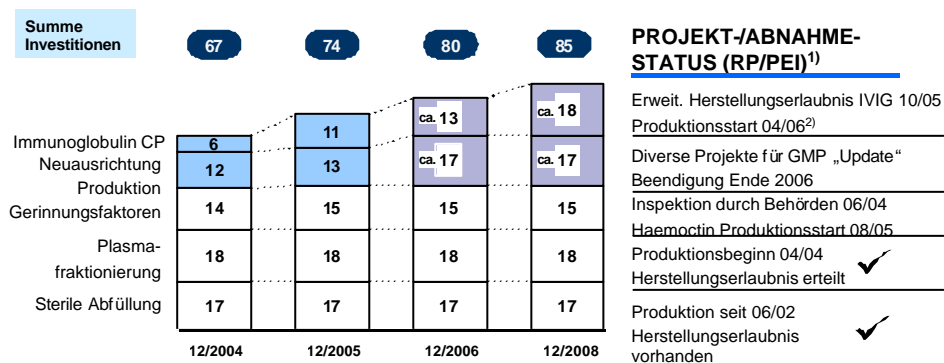 Summe
Investitionen
67
74
80
85
PROJEKT-/ABNAHME-
STATUS (RP/PEI)1)
Immunoglobulin CP
Neuausrichtung
Produktion
Gerinnungsfaktoren
Plasma-
fraktionierung
Sterile Abfüllung
6
11
ca. 13
ca. 18
12
13
ca. 17
ca. 17
14
15
15
15
18
18
18
18
17
17
17
17
12/2004
12/2005
12/2006
12/2008
Erweit. Herstellungserlaubnis IVIG 10/05
Produktionsstart 04/062)
Diverse Projekte für GMP „Update“
Beendigung Ende 2006
Inspektion durch Behörden 06/04
Haemoctin Produktionsstart 08/05
Produktionsbeginn 04/04
Herstellungserlaubnis erteilt
Produktion seit 06/02
Herstellungserlaubnis
vorhanden